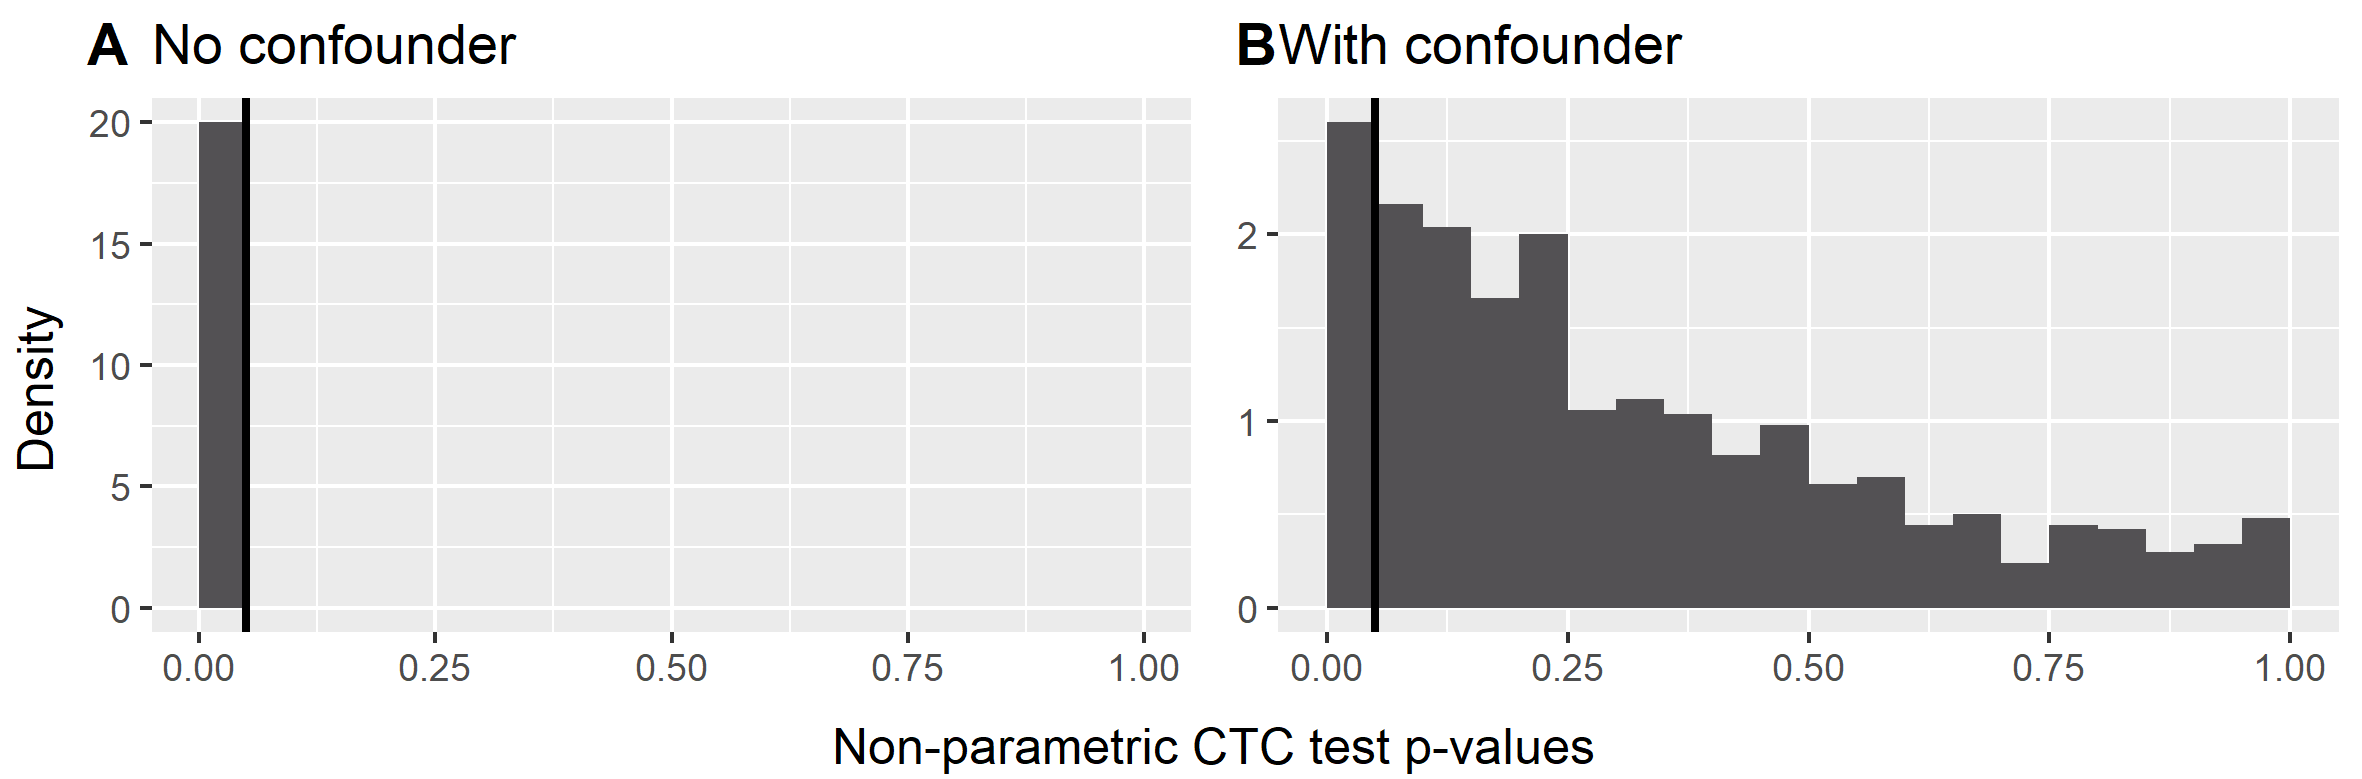 A No confounder
B With confounder
Density
20
15
10
5
0
0.00 0.25 0.50 0.75 1.00
2
1
0
0.00 0.25 0.50 0.75 1.00
Non-parametric CTC test p-values